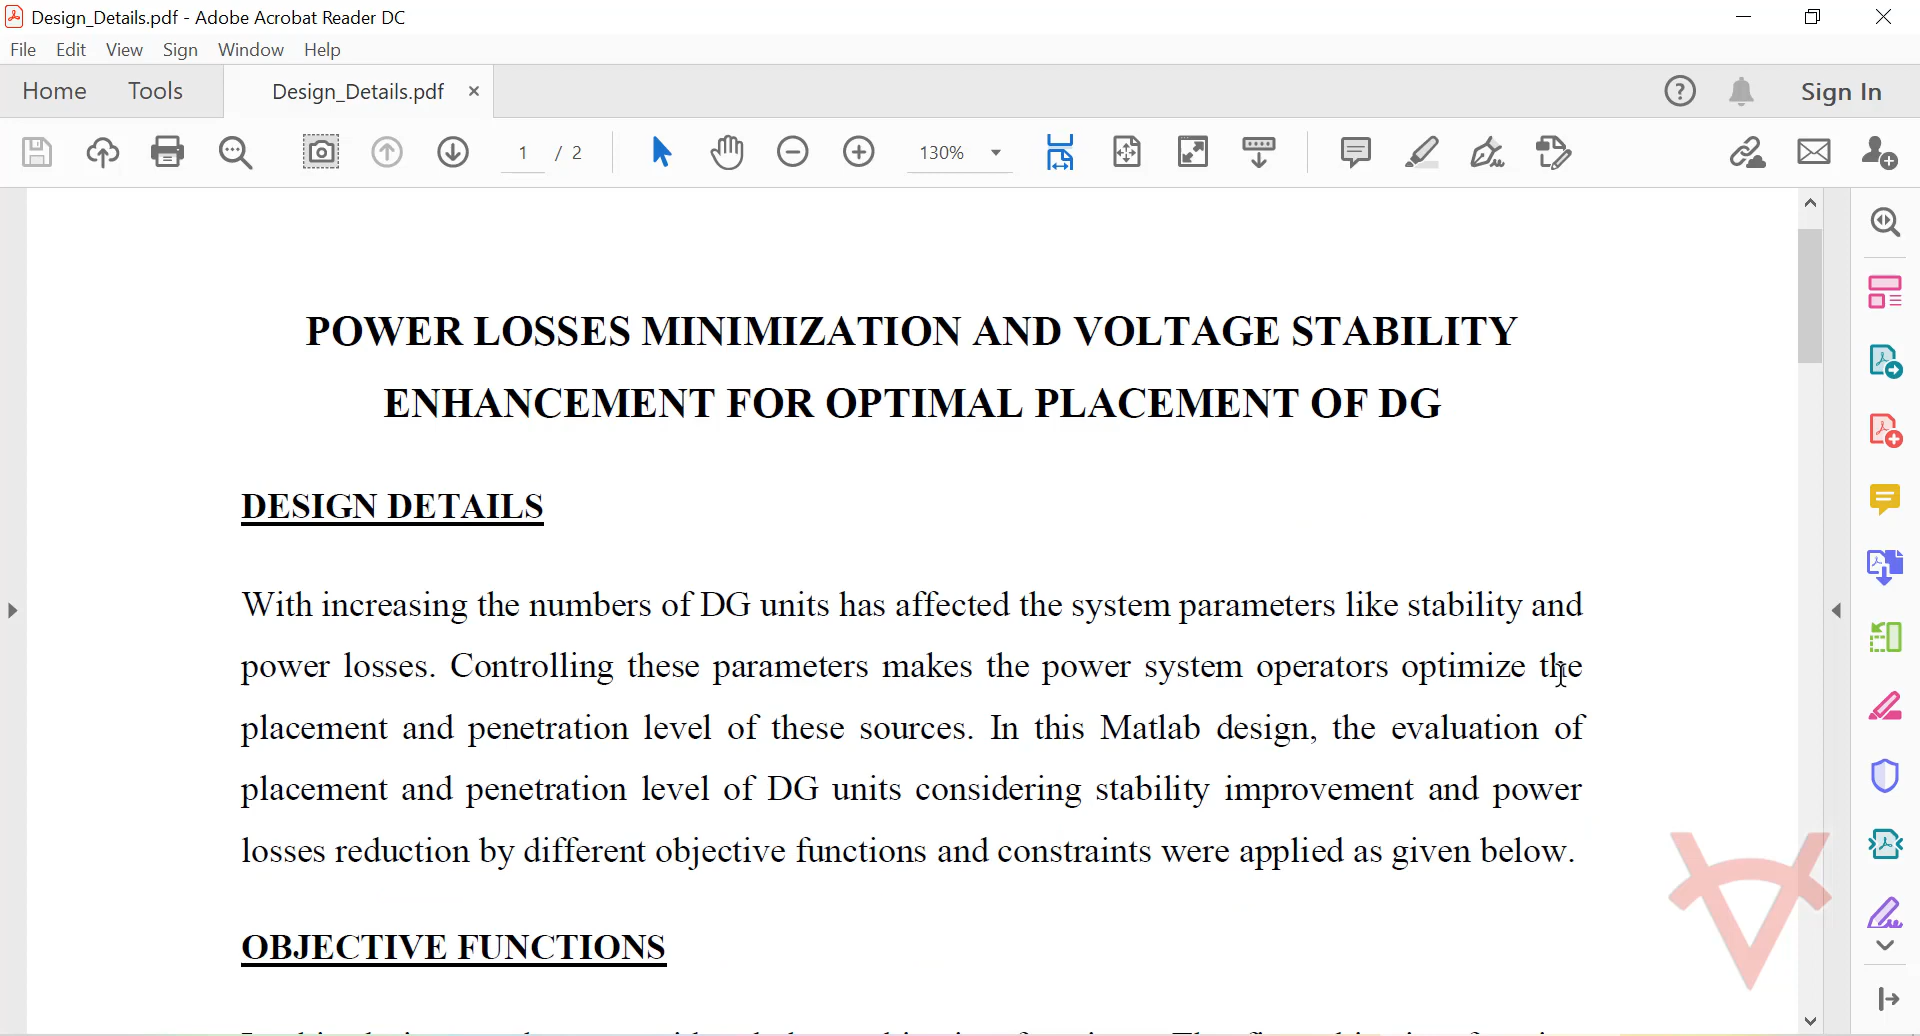 Design_Details.pdf - Adobe Acrobat Reader DC
File Edit View Sign Window Help
Home Tools Design_Details.pdf × Sign In
1 / 2 130%
POWER LOSSES MINIMIZATION AND VOLTAGE STABILITY
ENHANCEMENT FOR OPTIMAL PLACEMENT OF DG
DESIGN DETAILS
With increasing the numbers of DG units has affected the system parameters like stability and
power losses. Controlling these parameters makes the power system operators optimize the
placement and penetration level of these sources. In this Matlab design, the evaluation of
placement and penetration level of DG units considering stability improvement and power
losses reduction by different objective functions and constraints were applied as given below.
OBJECTIVE FUNCTIONS